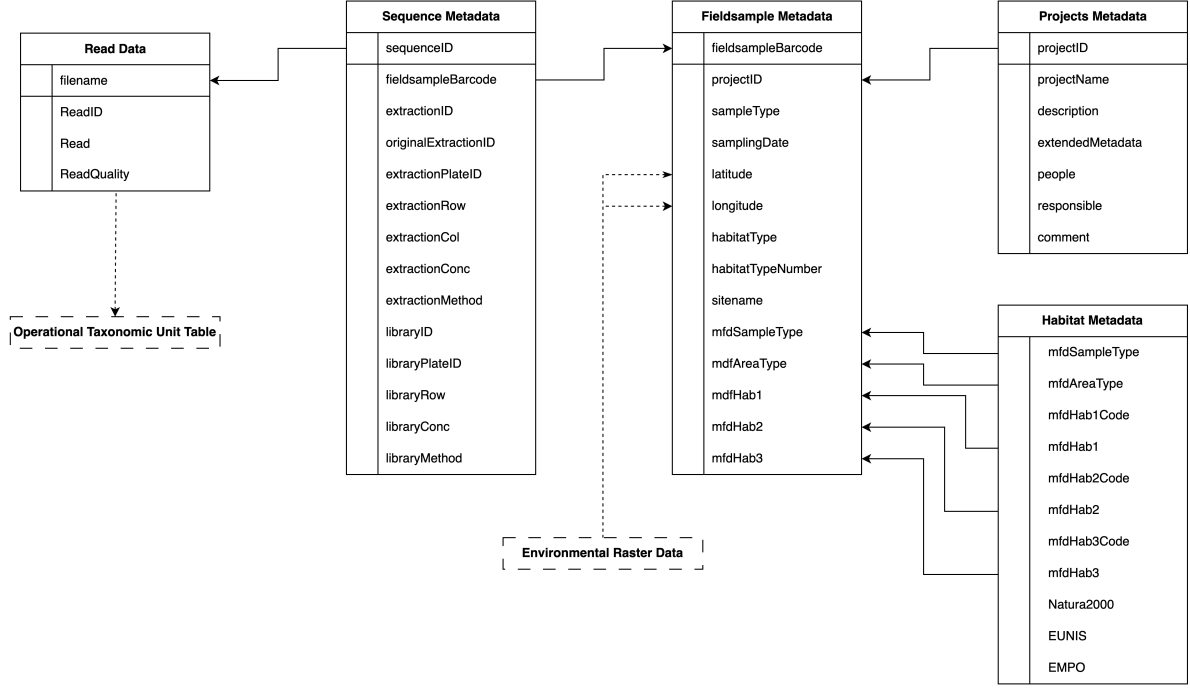 Read Data
filename
ReadID
Read
ReadQuality
Operational Taxonomic Unit Table
Sequence Metadata
sequenceID
fieldsampleBarcode
extractionID
originalExtractionID
extractionPlateID
extractionRow
extractionCol
extractionConc
extractionMethod
libraryID
libraryPlateID
libraryRow
libraryConc
libraryMethod
Fieldsample Metadata
fieldsampleBarcode
projectID
sampleType
samplingDate
latitude
longitude
habitatType
habitatTypeNumber
sitename
mfdSampleType
mdfAreaType
mdfHab1
mfdHab2
mfdHab3
Environmental Raster Data
Projects Metadata
projectID
projectName
description
extendedMetadata
people
responsible
comment
Habitat Metadata
mfdSampleType
mfdAreaType
mfdHab1Code
mfdHab1
mfdHab2Code
mfdHab2
mfdHab3Code
mfdHab3
Natura2000
EUNIS
EMPO